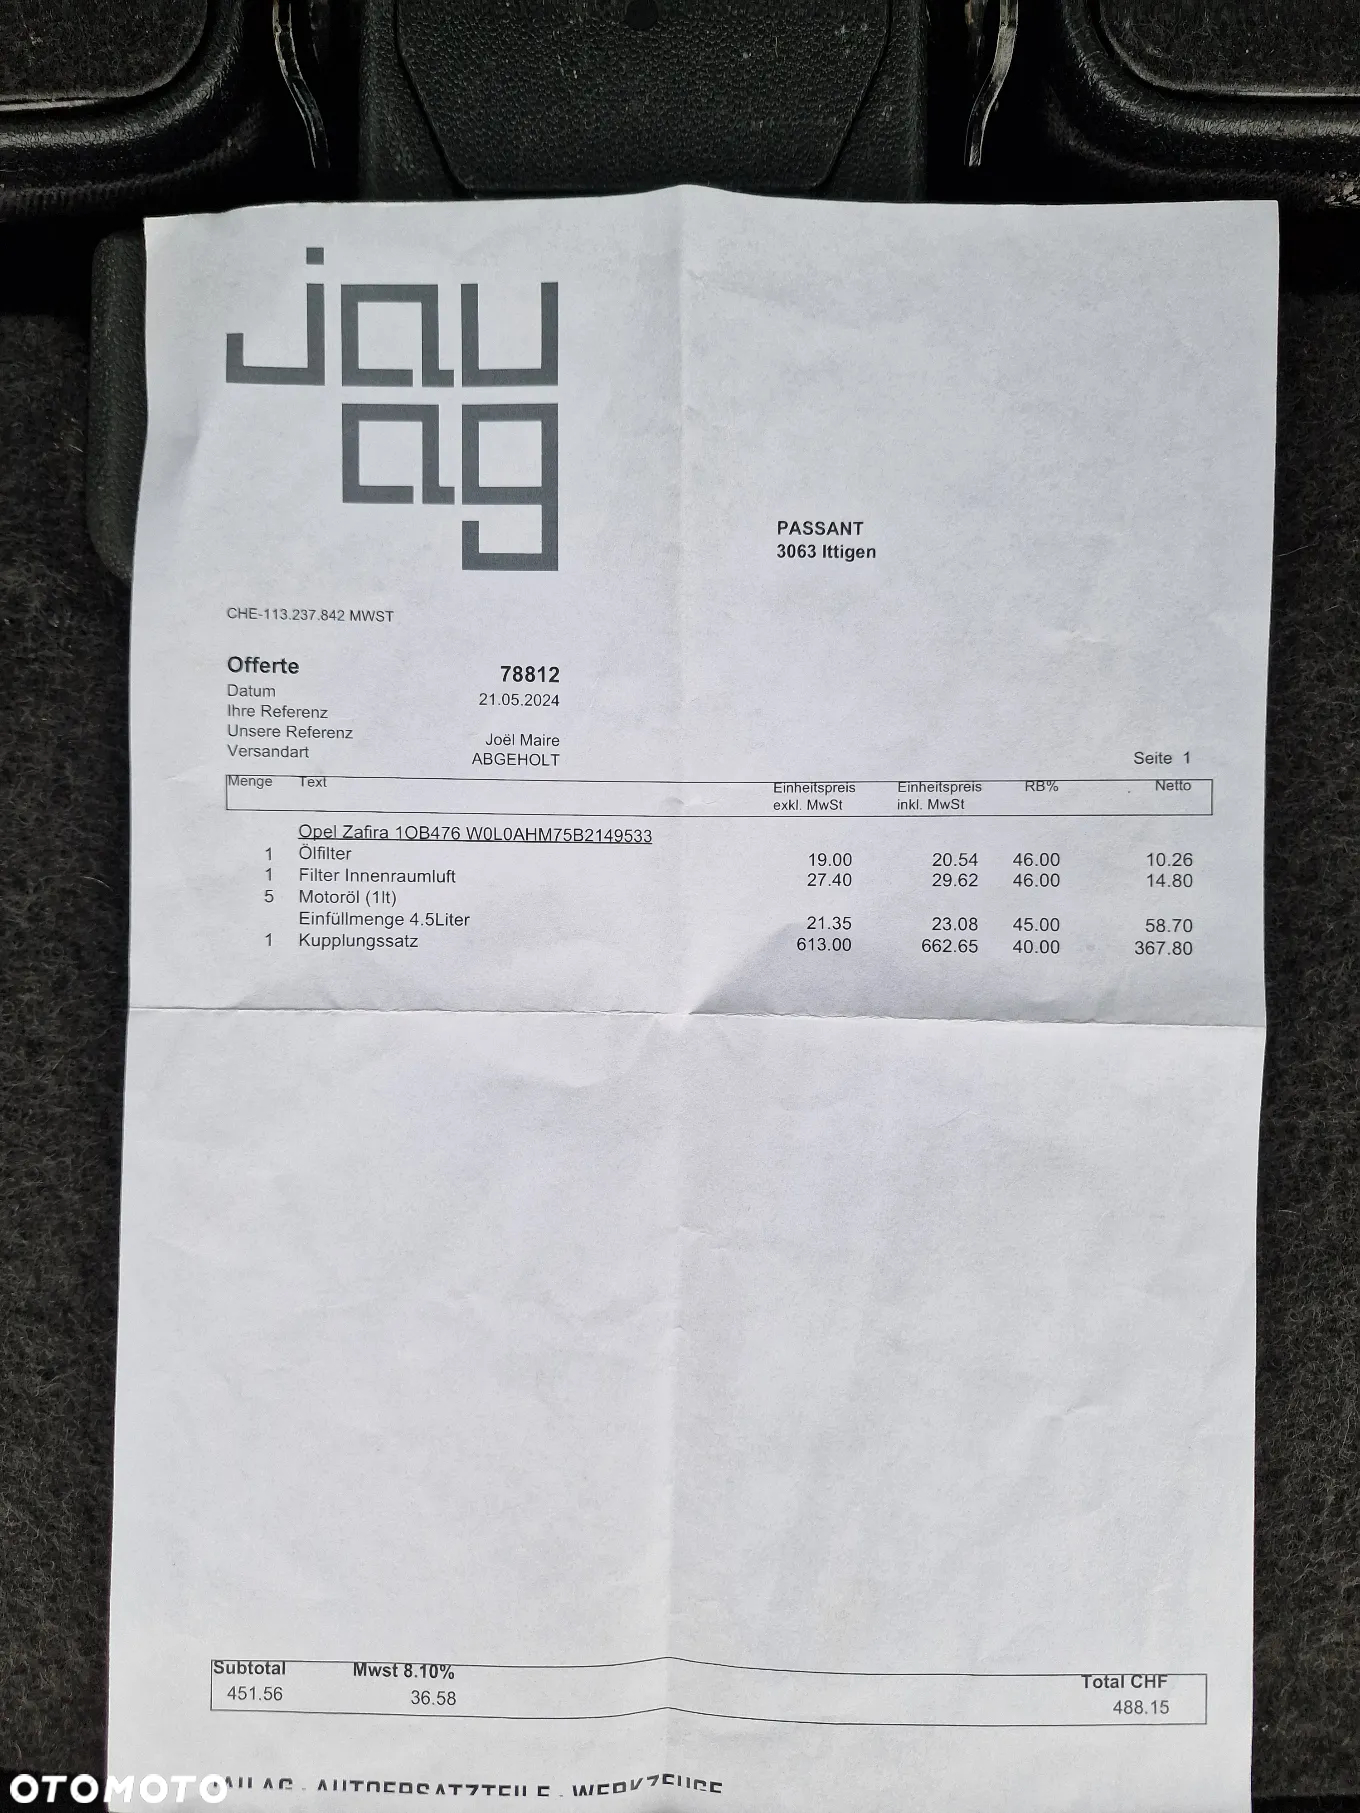 jau
ag
PASSANT
3063 Ittigen
CHE-113.237.842 MWST
Offerte 78812
Datum 21.05.2024
Ihre Referenz
Unsere Referenz Joël Maire
Versandart ABGEHOLT
Seite 1
Menge Text Einheitspreis exkl. MwSt Einheitspreis inkl. MwSt RB% Netto
Opel Zafira 1OB476 W0L0AHM75B2149533
1 Ölfilter 19.00 20.54 46.00 10.26
1 Filter Innenraumluft 27.40 29.62 46.00 14.80
5 Motoröl (1lt)
Einfüllmenge 4.5Liter 21.35 23.08 45.00 58.70
1 Kupplungssatz 613.00 662.65 40.00 367.80
Subtotal Mwst 8.10% Total CHF
451.56 36.58 488.15
JAU AG . AUTOERSATZTEILE . WERKZEUGE
OTOMOTO